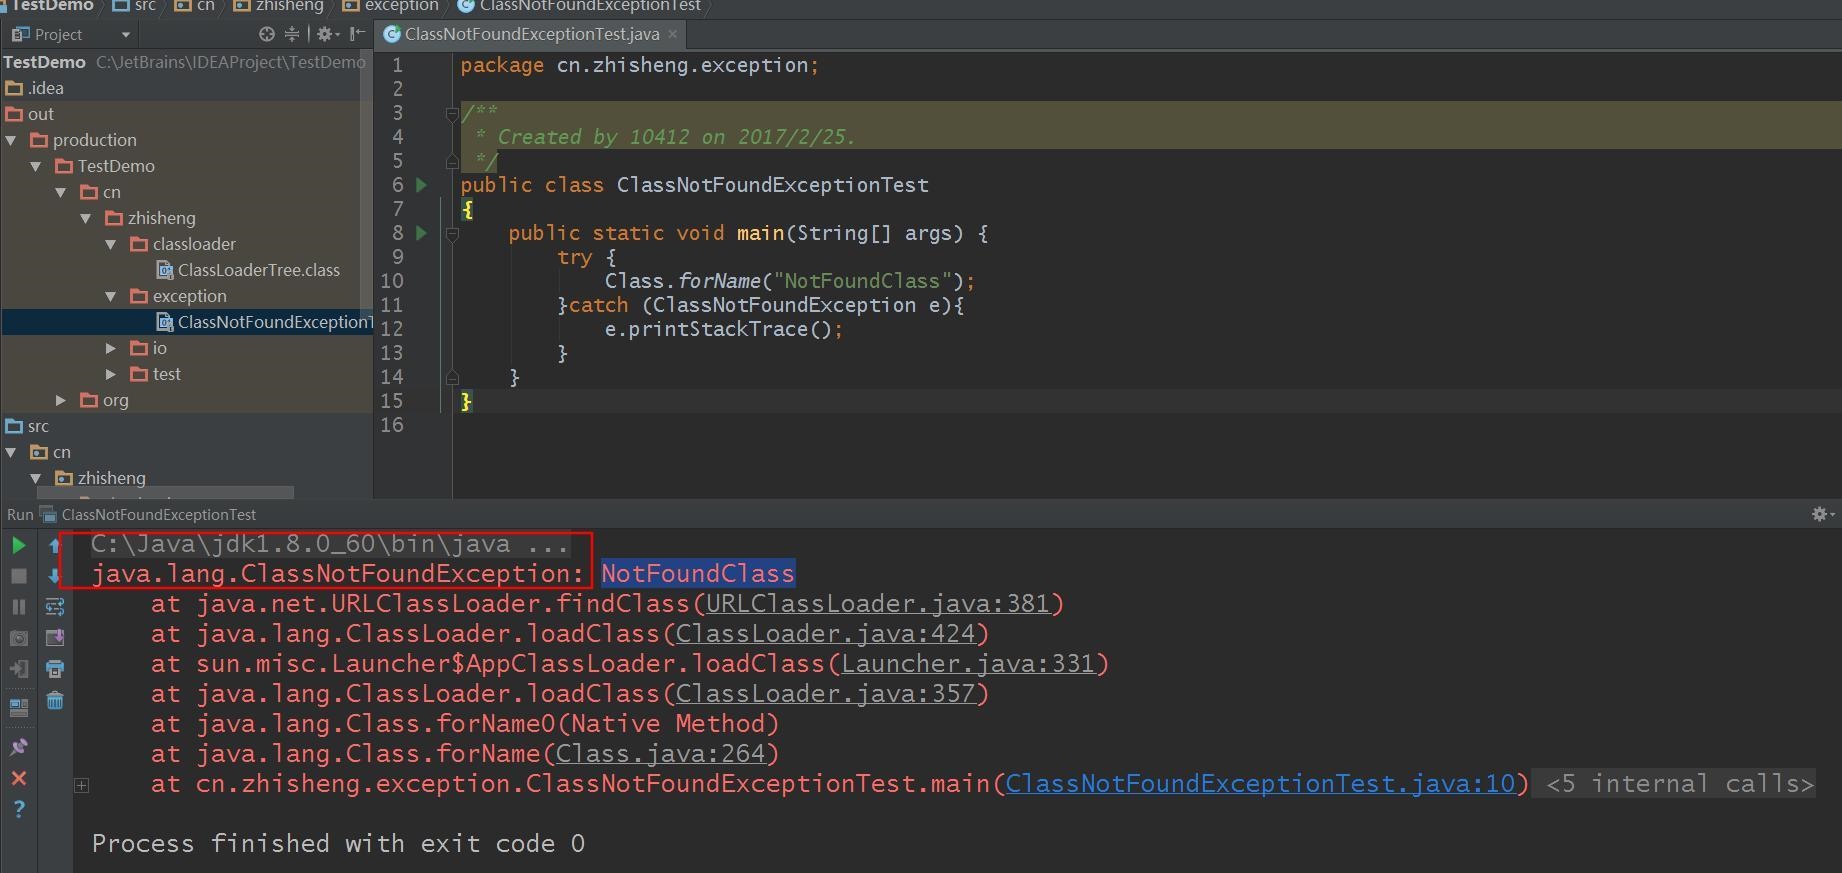 TestDemo src cn zhisheng exception ClassNotFoundExceptionTest
Project
ClassNotFoundExceptionTest.java
TestDemo C:\JetBrains\IDEAProject\TestDemo
.idea
out
production
TestDemo
cn
zhisheng
classloader
ClassLoaderTree.class
exception
ClassNotFoundExceptionT
io
test
org
src
cn
zhisheng
1 package cn.zhisheng.exception;
2
3 /**
4 * Created by 10412 on 2017/2/25.
5 */
6 public class ClassNotFoundExceptionTest
7 {
8 public static void main(String[] args) {
9 try {
10 Class.forName("NotFoundClass");
11 }catch (ClassNotFoundException e){
12 e.printStackTrace();
13 }
14 }
15 }
16
Run ClassNotFoundExceptionTest
C:\Java\jdk1.8.0_60\bin\java ...
java.lang.ClassNotFoundException: NotFoundClass
at java.net.URLClassLoader.findClass(URLClassLoader.java:381)
at java.lang.ClassLoader.loadClass(ClassLoader.java:424)
at sun.misc.Launcher$AppClassLoader.loadClass(Launcher.java:331)
at java.lang.ClassLoader.loadClass(ClassLoader.java:357)
at java.lang.Class.forName0(Native Method)
at java.lang.Class.forName(Class.java:264)
at cn.zhisheng.exception.ClassNotFoundExceptionTest.main(ClassNotFoundExceptionTest.java:10) <5 internal calls>
Process finished with exit code 0